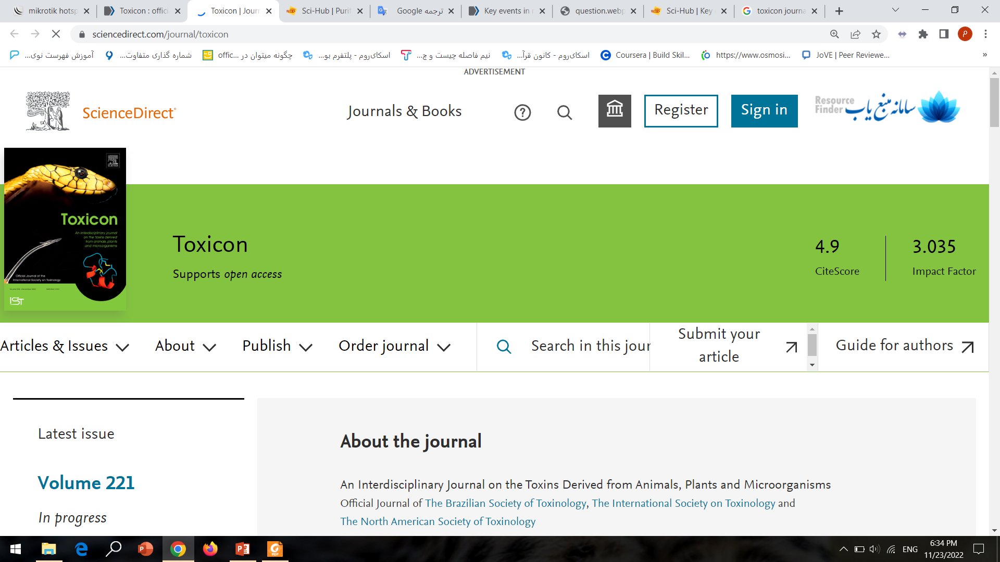 mikrotik hotsp
Toxicon : offici
Toxicon | Journ
Sci-Hub | Purif
Google ترجمه
Key events in
question.webp
Sci-Hub | Key
toxicon journa
sciencedirect.com/journal/toxicon
P
آموزش فهرست نوی...
شماره گذاری متفاوت...
چگونه میتوان در ...offic
اسکای‌روم - پلتفرم بو...
نیم فاصله چیست و چ...
اسکای‌روم - کانون قرآ...
Coursera | Build Skil...
https://www.osmosi...
JoVE | Peer Reviewe...
»
ADVERTISEMENT
ScienceDirect
Journals & Books
Register
Sign in
Resource
Finder
سامانه منبع یاب
ELSEVIER
Toxicon
An interdisciplinary journal
on the toxins derived
from animals, plants
and microorganisms
Official Journal of the
International Society on Toxinology
IST
Toxicon
Supports open access
4.9
CiteScore
3.035
Impact Factor
Articles & Issues
About
Publish
Order journal
Search in this jour
Submit your
article
Guide for authors
Latest issue
Volume 221
In progress
About the journal
An Interdisciplinary Journal on the Toxins Derived from Animals, Plants and Microorganisms
Official Journal of The Brazilian Society of Toxinology, The International Society on Toxinology and
The North American Society of Toxinology
ENG
6:34 PM
11/23/2022